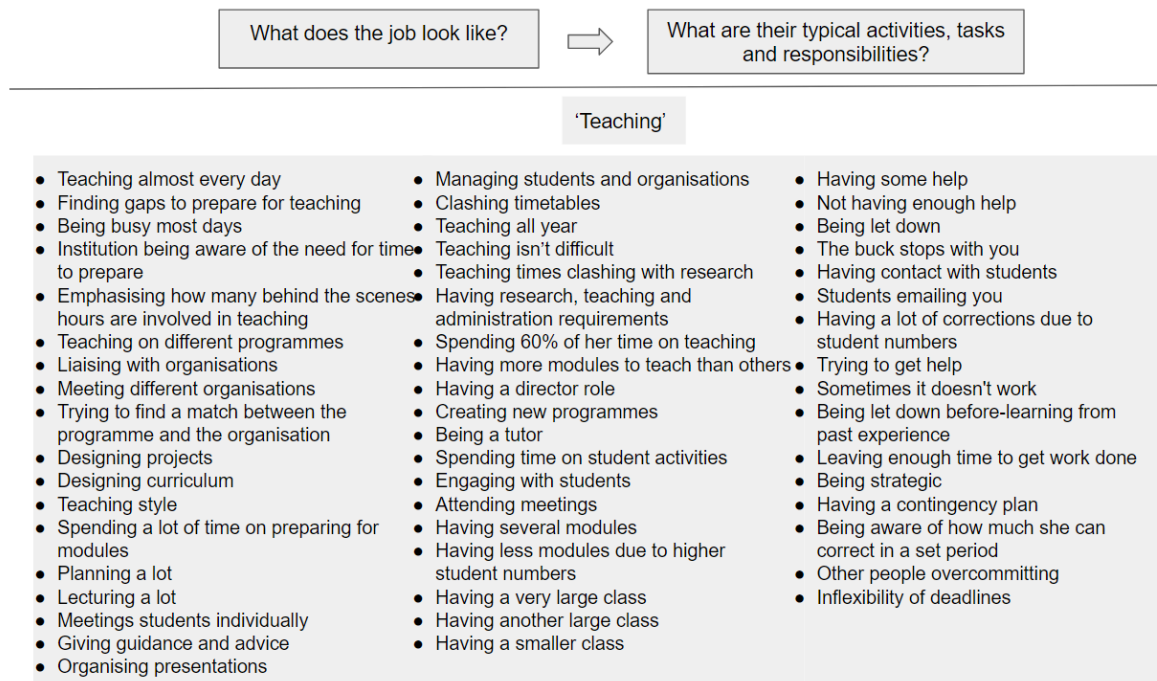 What does the job look like?
What are their typical activities, tasks
and responsibilities?
‘Teaching’
● Teaching almost every day
● Finding gaps to prepare for teaching
● Being busy most days
● Institution being aware of the need for time
to prepare
● Emphasising how many behind the scenes
hours are involved in teaching
● Teaching on different programmes
● Liaising with organisations
● Meeting different organisations
● Trying to find a match between the
programme and the organisation
● Designing projects
● Designing curriculum
● Teaching style
● Spending a lot of time on preparing for
modules
● Planning a lot
● Lecturing a lot
● Meetings students individually
● Giving guidance and advice
● Organising presentations
● Managing students and organisations
● Clashing timetables
● Teaching all year
● Teaching isn’t difficult
● Teaching times clashing with research
● Having research, teaching and
administration requirements
● Spending 60% of her time on teaching
● Having more modules to teach than others
● Having a director role
● Creating new programmes
● Being a tutor
● Spending time on student activities
● Engaging with students
● Attending meetings
● Having several modules
● Having less modules due to higher
student numbers
● Having a very large class
● Having another large class
● Having a smaller class
● Having some help
● Not having enough help
● Being let down
● The buck stops with you
● Having contact with students
● Students emailing you
● Having a lot of corrections due to
student numbers
● Trying to get help
● Sometimes it doesn't work
● Being let down before-learning from
past experience
● Leaving enough time to get work done
● Being strategic
● Having a contingency plan
● Being aware of how much she can
correct in a set period
● Other people overcommitting
● Inflexibility of deadlines